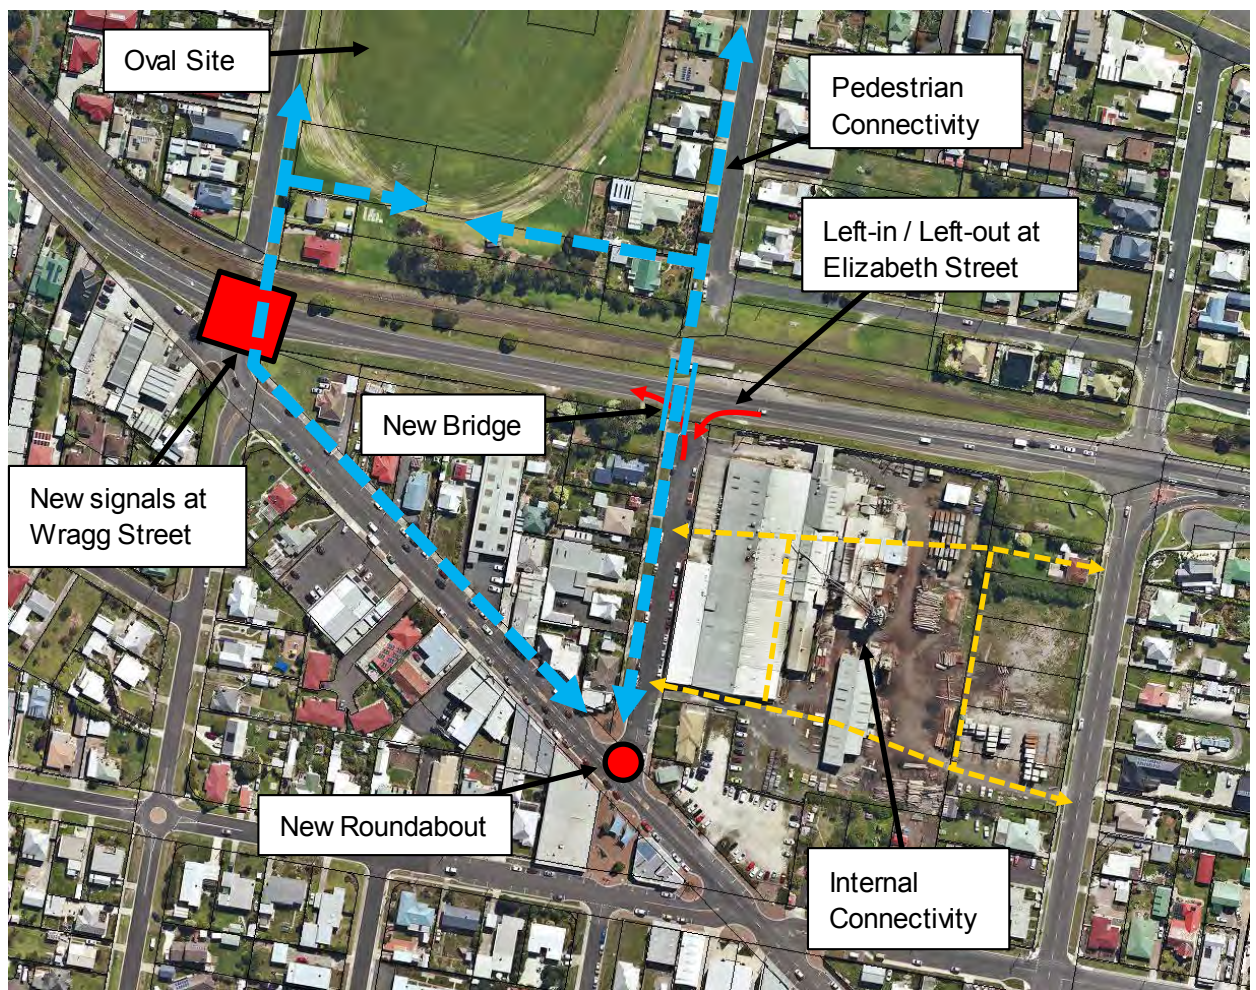 Oval Site
Pedestrian
Connectivity
Left-in / Left-out at
Elizabeth Street
New Bridge
New signals at
Wragg Street
New Roundabout
Internal
Connectivity